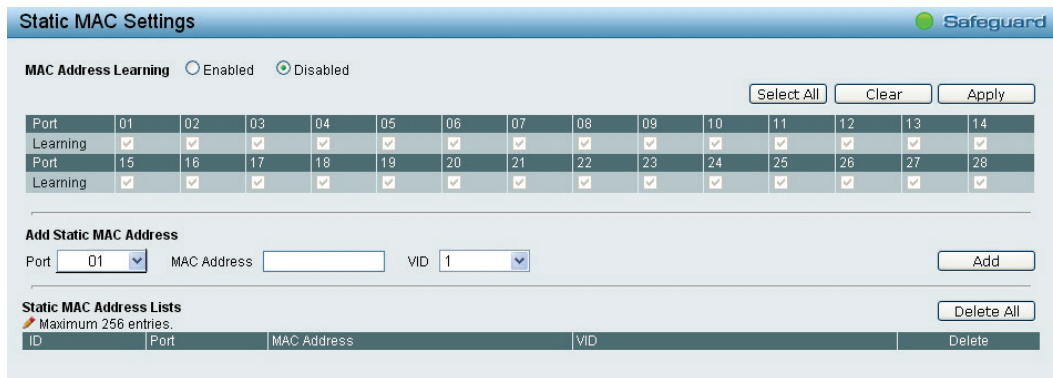 Static MAC Settings Safeguard
MAC Address Learning Enabled Disabled
Select All Clear Apply
Port 01 02 03 04 05 06 07 08 09 10 11 12 13 14
Learning
Port 15 16 17 18 19 20 21 22 23 24 25 26 27 28
Learning
Add Static MAC Address
Port 01 MAC Address VID 1 Add
Static MAC Address Lists Delete All
Maximum 256 entries.
ID Port MAC Address VID Delete